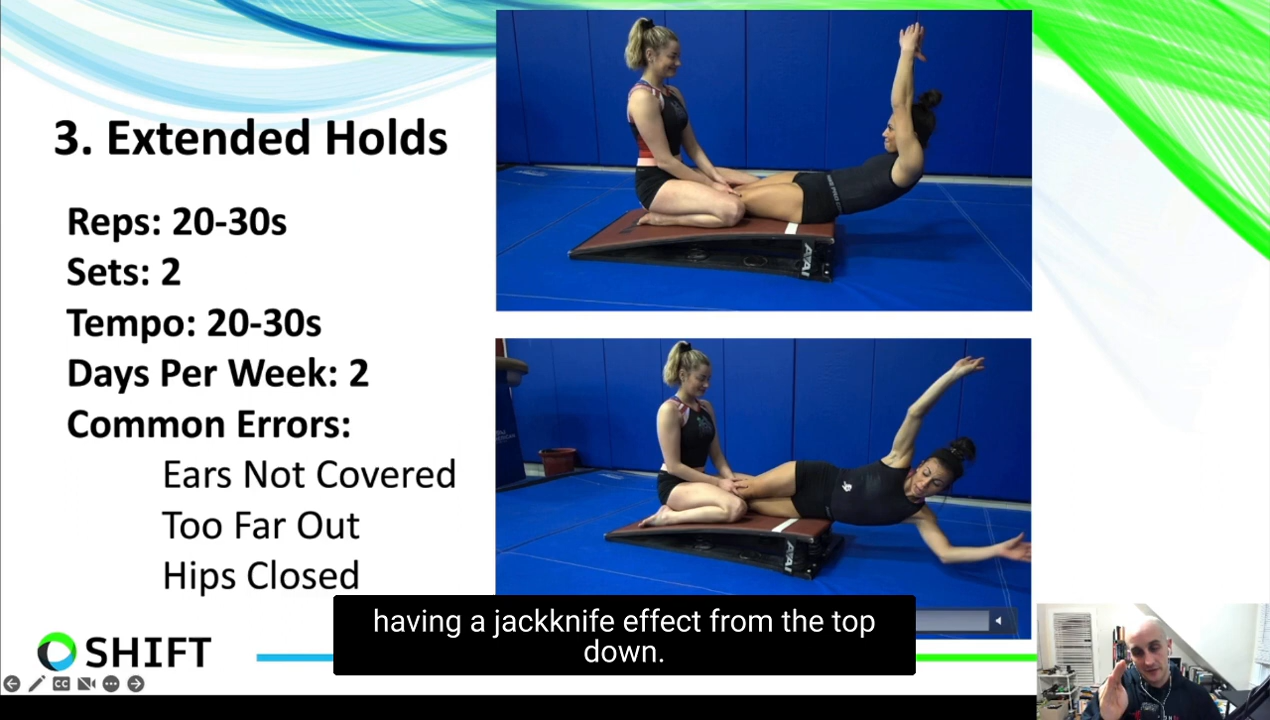 3. Extended Holds
Reps: 20-30s
Sets: 2
Tempo: 20-30s
Days Per Week: 2
Common Errors:
Ears Not Covered
Too Far Out
Hips Closed
SHIFT
CC
having a jackknife effect from the top
down.